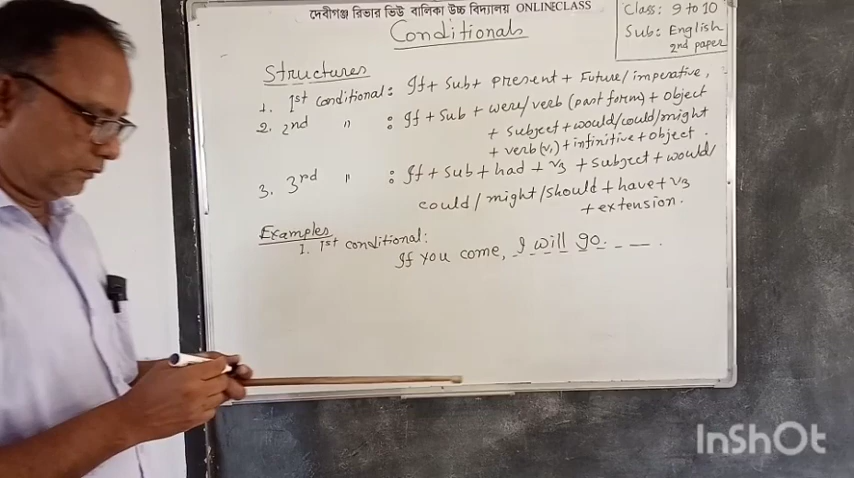 দেবীগঞ্জ রিভার ভিউ বালিকা উচ্চ বিদ্যালয় ONLINECLASS
Class: 9 to 10
Sub: English
2nd paper
Conditionals
Structures
1. 1st conditional: If + Sub + present + Future/imperative,
2. 2nd " : If + Sub + were/verb (past form) + object
+ subject + would/could/might
+ verb (v1) + infinitive + object.
3. 3rd " : If + sub + had + v3 + subject + would/
could/might/should + have + v3
+ extension.
Examples
1. 1st conditional:
If you come, I will go. _ _.
InShOt